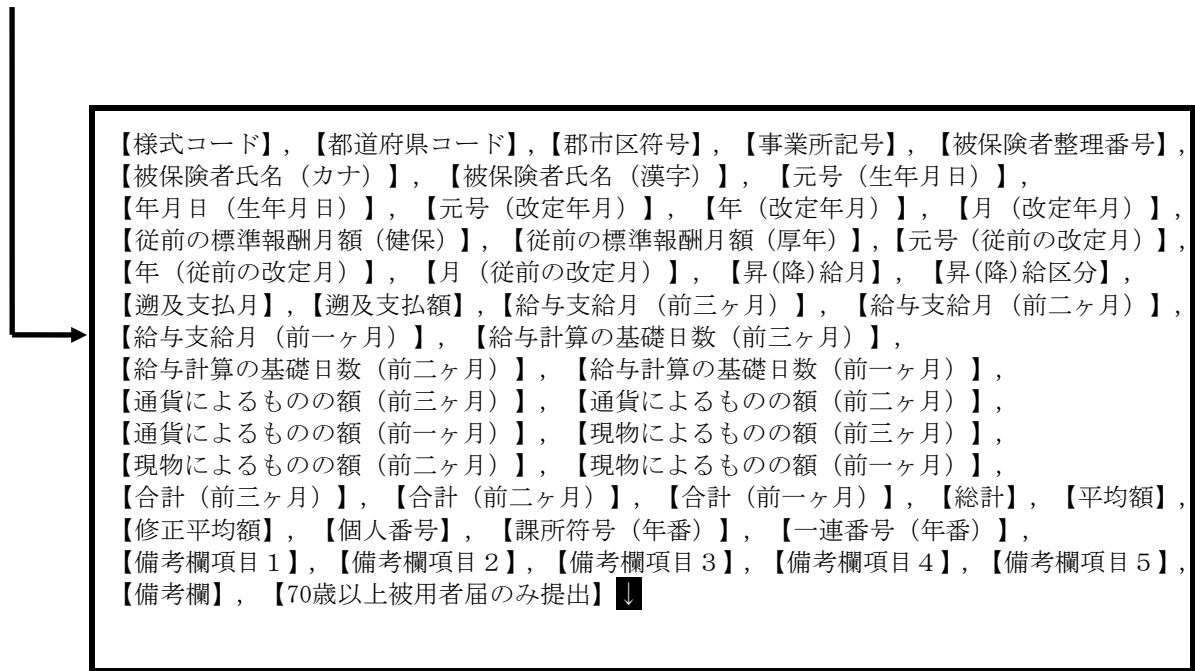 【様式コード】,【都道府県コード】,【郡市区符号】,【事業所記号】,【被保険者整理番号】,
【被保険者氏名（カナ）】,【被保険者氏名（漢字）】,【元号（生年月日）】,
【年月日（生年月日）】,【元号（改定年月）】,【年（改定年月）】,【月（改定年月）】,
【従前の標準報酬月額（健保）】,【従前の標準報酬月額（厚年）】,【元号（従前の改定月）】,
【年（従前の改定月）】,【月（従前の改定月）】,【昇(降)給月】,【昇(降)給区分】,
【遡及支払月】,【遡及支払額】,【給与支給月（前三ヶ月）】,【給与支給月（前二ヶ月）】,
【給与支給月（前一ヶ月）】,【給与計算の基礎日数（前三ヶ月）】,
【給与計算の基礎日数（前二ヶ月）】,【給与計算の基礎日数（前一ヶ月）】,
【通貨によるものの額（前三ヶ月）】,【通貨によるものの額（前二ヶ月）】,
【通貨によるものの額（前一ヶ月）】,【現物によるものの額（前三ヶ月）】,
【現物によるものの額（前二ヶ月）】,【現物によるものの額（前一ヶ月）】,
【合計（前三ヶ月）】,【合計（前二ヶ月）】,【合計（前一ヶ月）】,【総計】,【平均額】,
【修正平均額】,【個人番号】,【課所符号（年番）】,【一連番号（年番）】,
【備考欄項目１】,【備考欄項目２】,【備考欄項目３】,【備考欄項目４】,【備考欄項目５】,
【備考欄】,【70歳以上被用者届のみ提出】↓